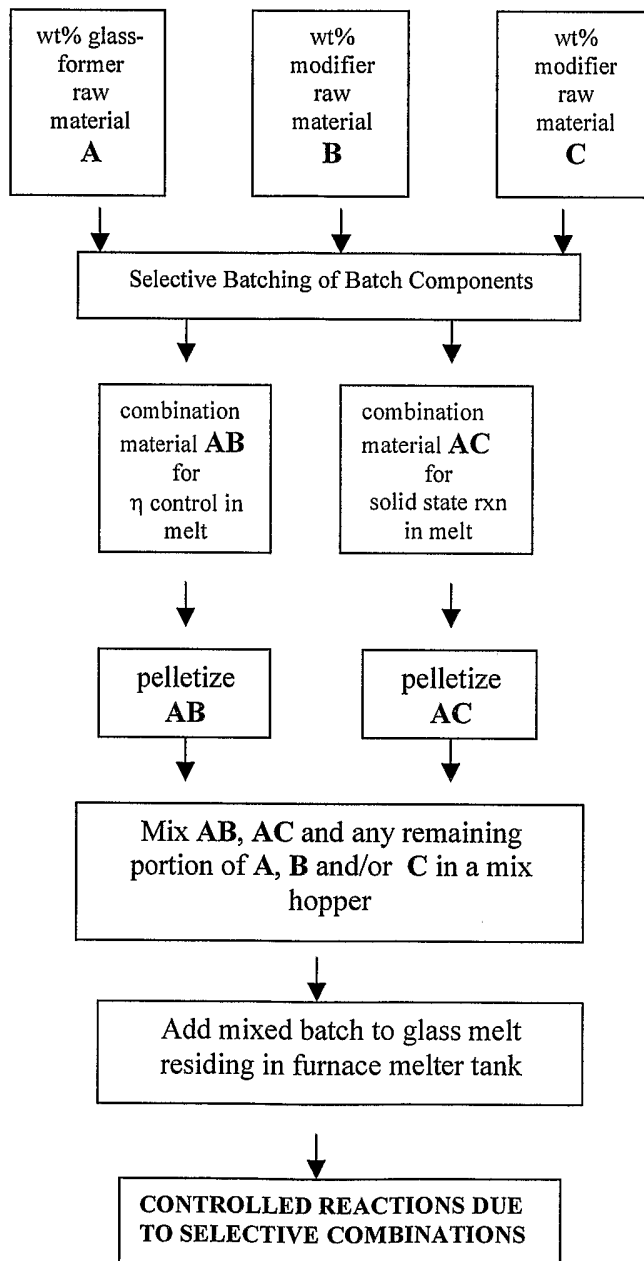 wt% glass-
former
raw
material
A
wt%
modifier
raw
material
B
wt%
modifier
raw
material
C
Selective Batching of Batch Components
combination
material AB
for
η control in
melt
combination
material AC
for
solid state rxn
in melt
pelletize
AB
pelletize
AC
Mix AB, AC and any remaining
portion of A, B and/or C in a mix
hopper
Add mixed batch to glass melt
residing in furnace melter tank
CONTROLLED REACTIONS DUE
TO SELECTIVE COMBINATIONS